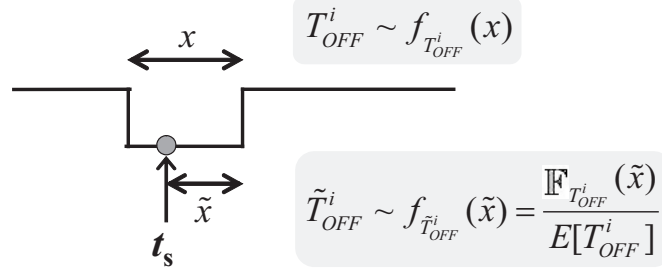 T^i_{OFF} ~ f_{T^i_{OFF}}(x)
x
x̃
t_s
T̃^i_{OFF} ~ f_{T̃^i_{OFF}}(x̃) = 𝔽_{T^i_{OFF}}(x̃) / E[T^i_{OFF}]